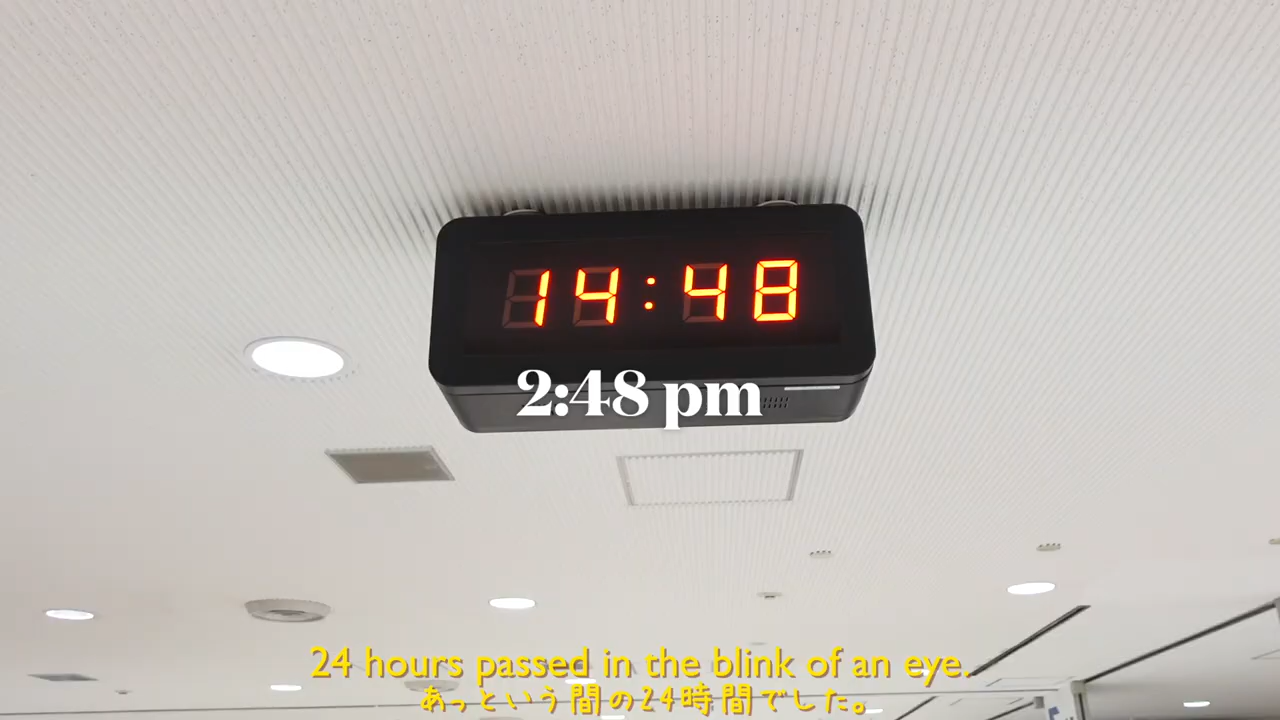 14:48
2:48 pm
24 hours passed in the blink of an eye.
あっという間の24時間でした。